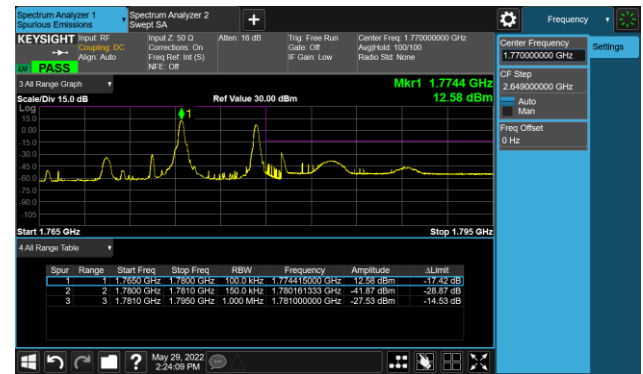 Spectrum Analyzer 1
Spurious Emissions
Spectrum Analyzer 2
Swept SA
Frequency
KEYSIGHT
Input: RF
Coupling: DC
Align: Auto
Input Z: 50 Ω
Corrections: On
Freq Ref: Int (S)
NFE: Off
Atten: 16 dB
Trig: Free Run
Gate: Off
IF Gain: Low
Center Freq: 1.770000000 GHz
Avg|Hold: 100/100
Radio Std: None
PASS
Center Frequency
1.770000000 GHz
Settings
CF Step
2.649000000 GHz
Auto
Man
Freq Offset
0 Hz
3 All Range Graph
Mkr1 1.7744 GHz
Scale/Div 15.0 dB
Ref Value 30.00 dBm
12.58 dBm
Log
1
15.0
0.00
-15.0
-30.0
-45.0
-60.0
-75.0
-90.0
-105
Start 1.765 GHz
Stop 1.795 GHz
4 All Range Table
Spur Range Start Freq Stop Freq RBW Frequency Amplitude ΔLimit
1 1 1.7650 GHz 1.7800 GHz 100.0 kHz 1.774415000 GHz 12.58 dBm -17.42 dB
2 2 1.7800 GHz 1.7810 GHz 150.0 kHz 1.780161333 GHz -41.87 dBm -28.87 dB
3 3 1.7810 GHz 1.7950 GHz 1.000 MHz 1.781000000 GHz -27.53 dBm -14.53 dB
?
May 29, 2022
2:24:09 PM